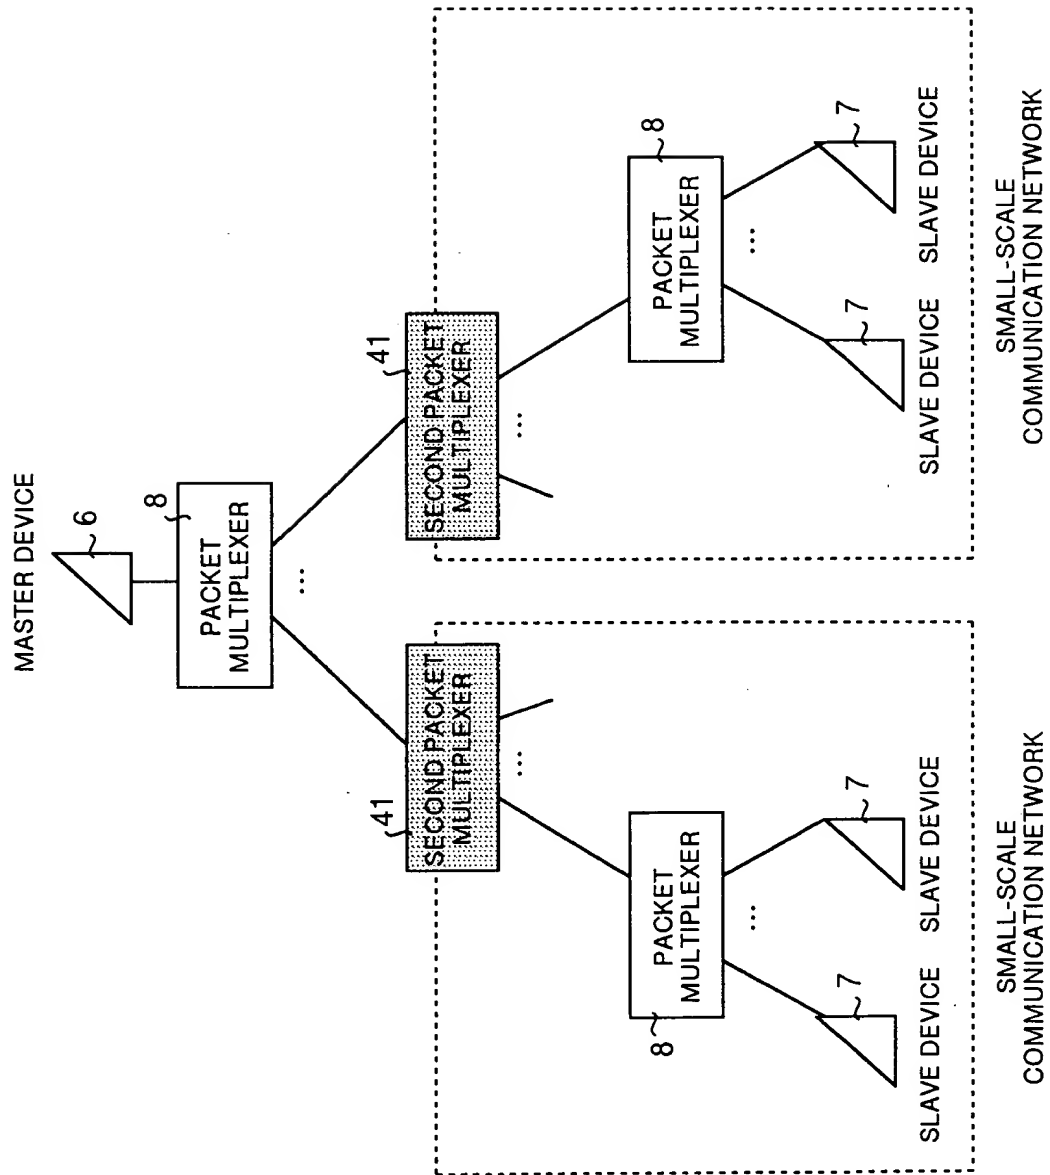 MASTER DEVICE
6
8
PACKET
MULTIPLEXER
...
41
SECOND PACKET
MULTIPLEXER
...
41
SECOND PACKET
MULTIPLEXER
...
PACKET
MULTIPLEXER
8
...
PACKET
MULTIPLEXER
8
...
7
SLAVE DEVICE
7
SLAVE DEVICE
7
SLAVE DEVICE
7
SLAVE DEVICE
SMALL-SCALE
COMMUNICATION NETWORK
SMALL-SCALE
COMMUNICATION NETWORK